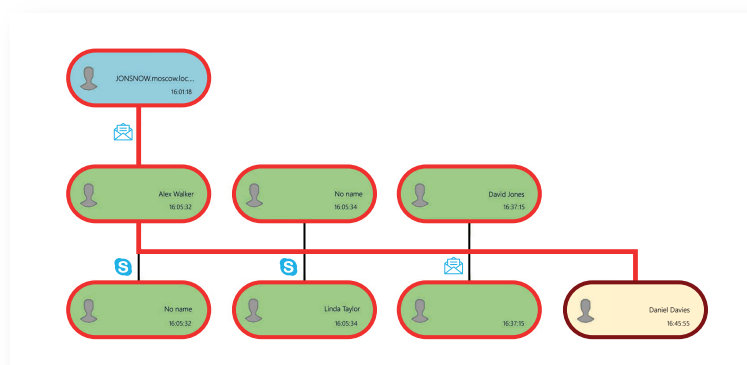 JONSNOW.moscow.loc...
16:01:18
Alex Walker
16:05:32
No name
16:05:34
David Jones
16:37:15
No name
16:05:32
Linda Taylor
16:05:34
16:37:15
Daniel Davies
16:45:55